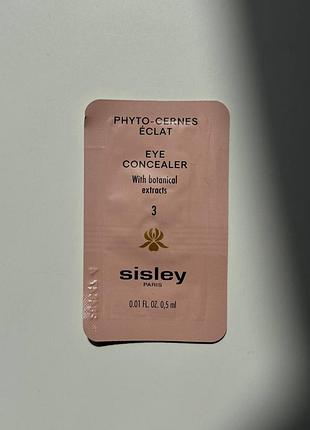 PHYTO-CERNES
ÉCLAT
EYE
CONCEALER
With botanical
extracts
3
sisley
PARIS
0.01 FL. OZ. 0,5 ml